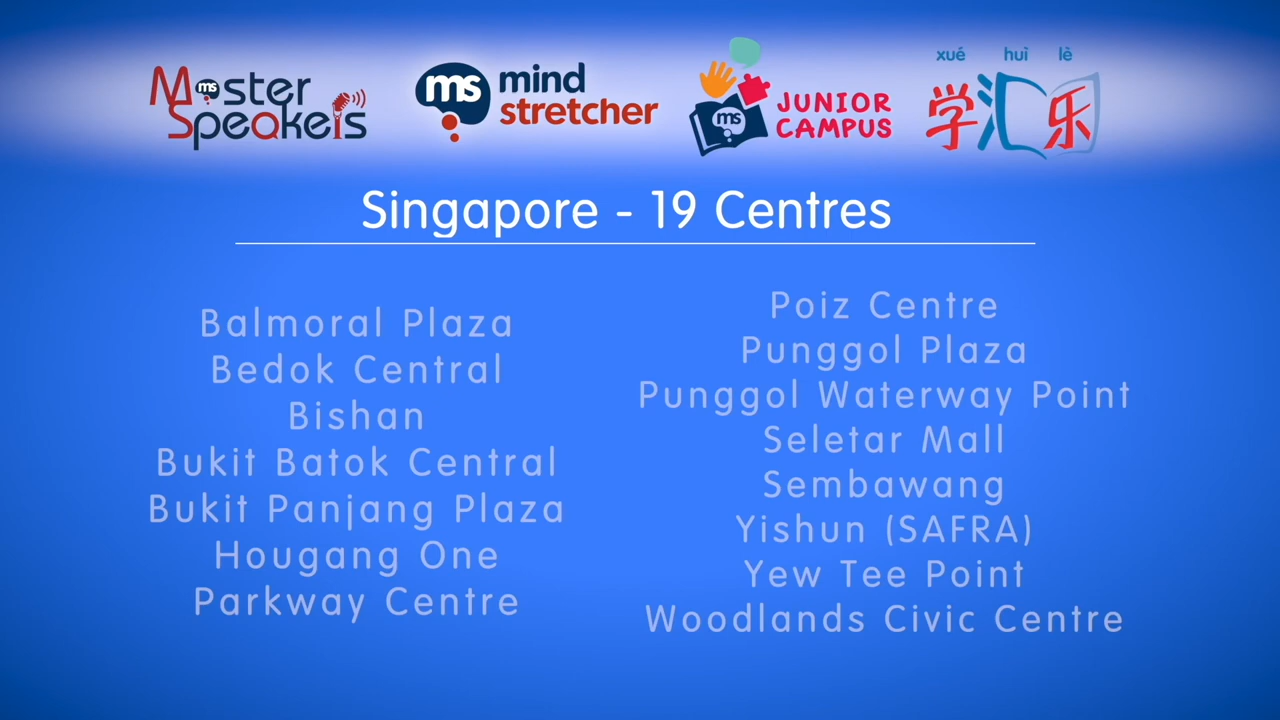 Master
Speakers
ms
ms
mind
stretcher
ms
JUNIOR
CAMPUS
xué huì lè
学汇乐
Singapore - 19 Centres
Balmoral Plaza
Bedok Central
Bishan
Bukit Batok Central
Bukit Panjang Plaza
Hougang One
Parkway Centre
Poiz Centre
Punggol Plaza
Punggol Waterway Point
Seletar Mall
Sembawang
Yishun (SAFRA)
Yew Tee Point
Woodlands Civic Centre